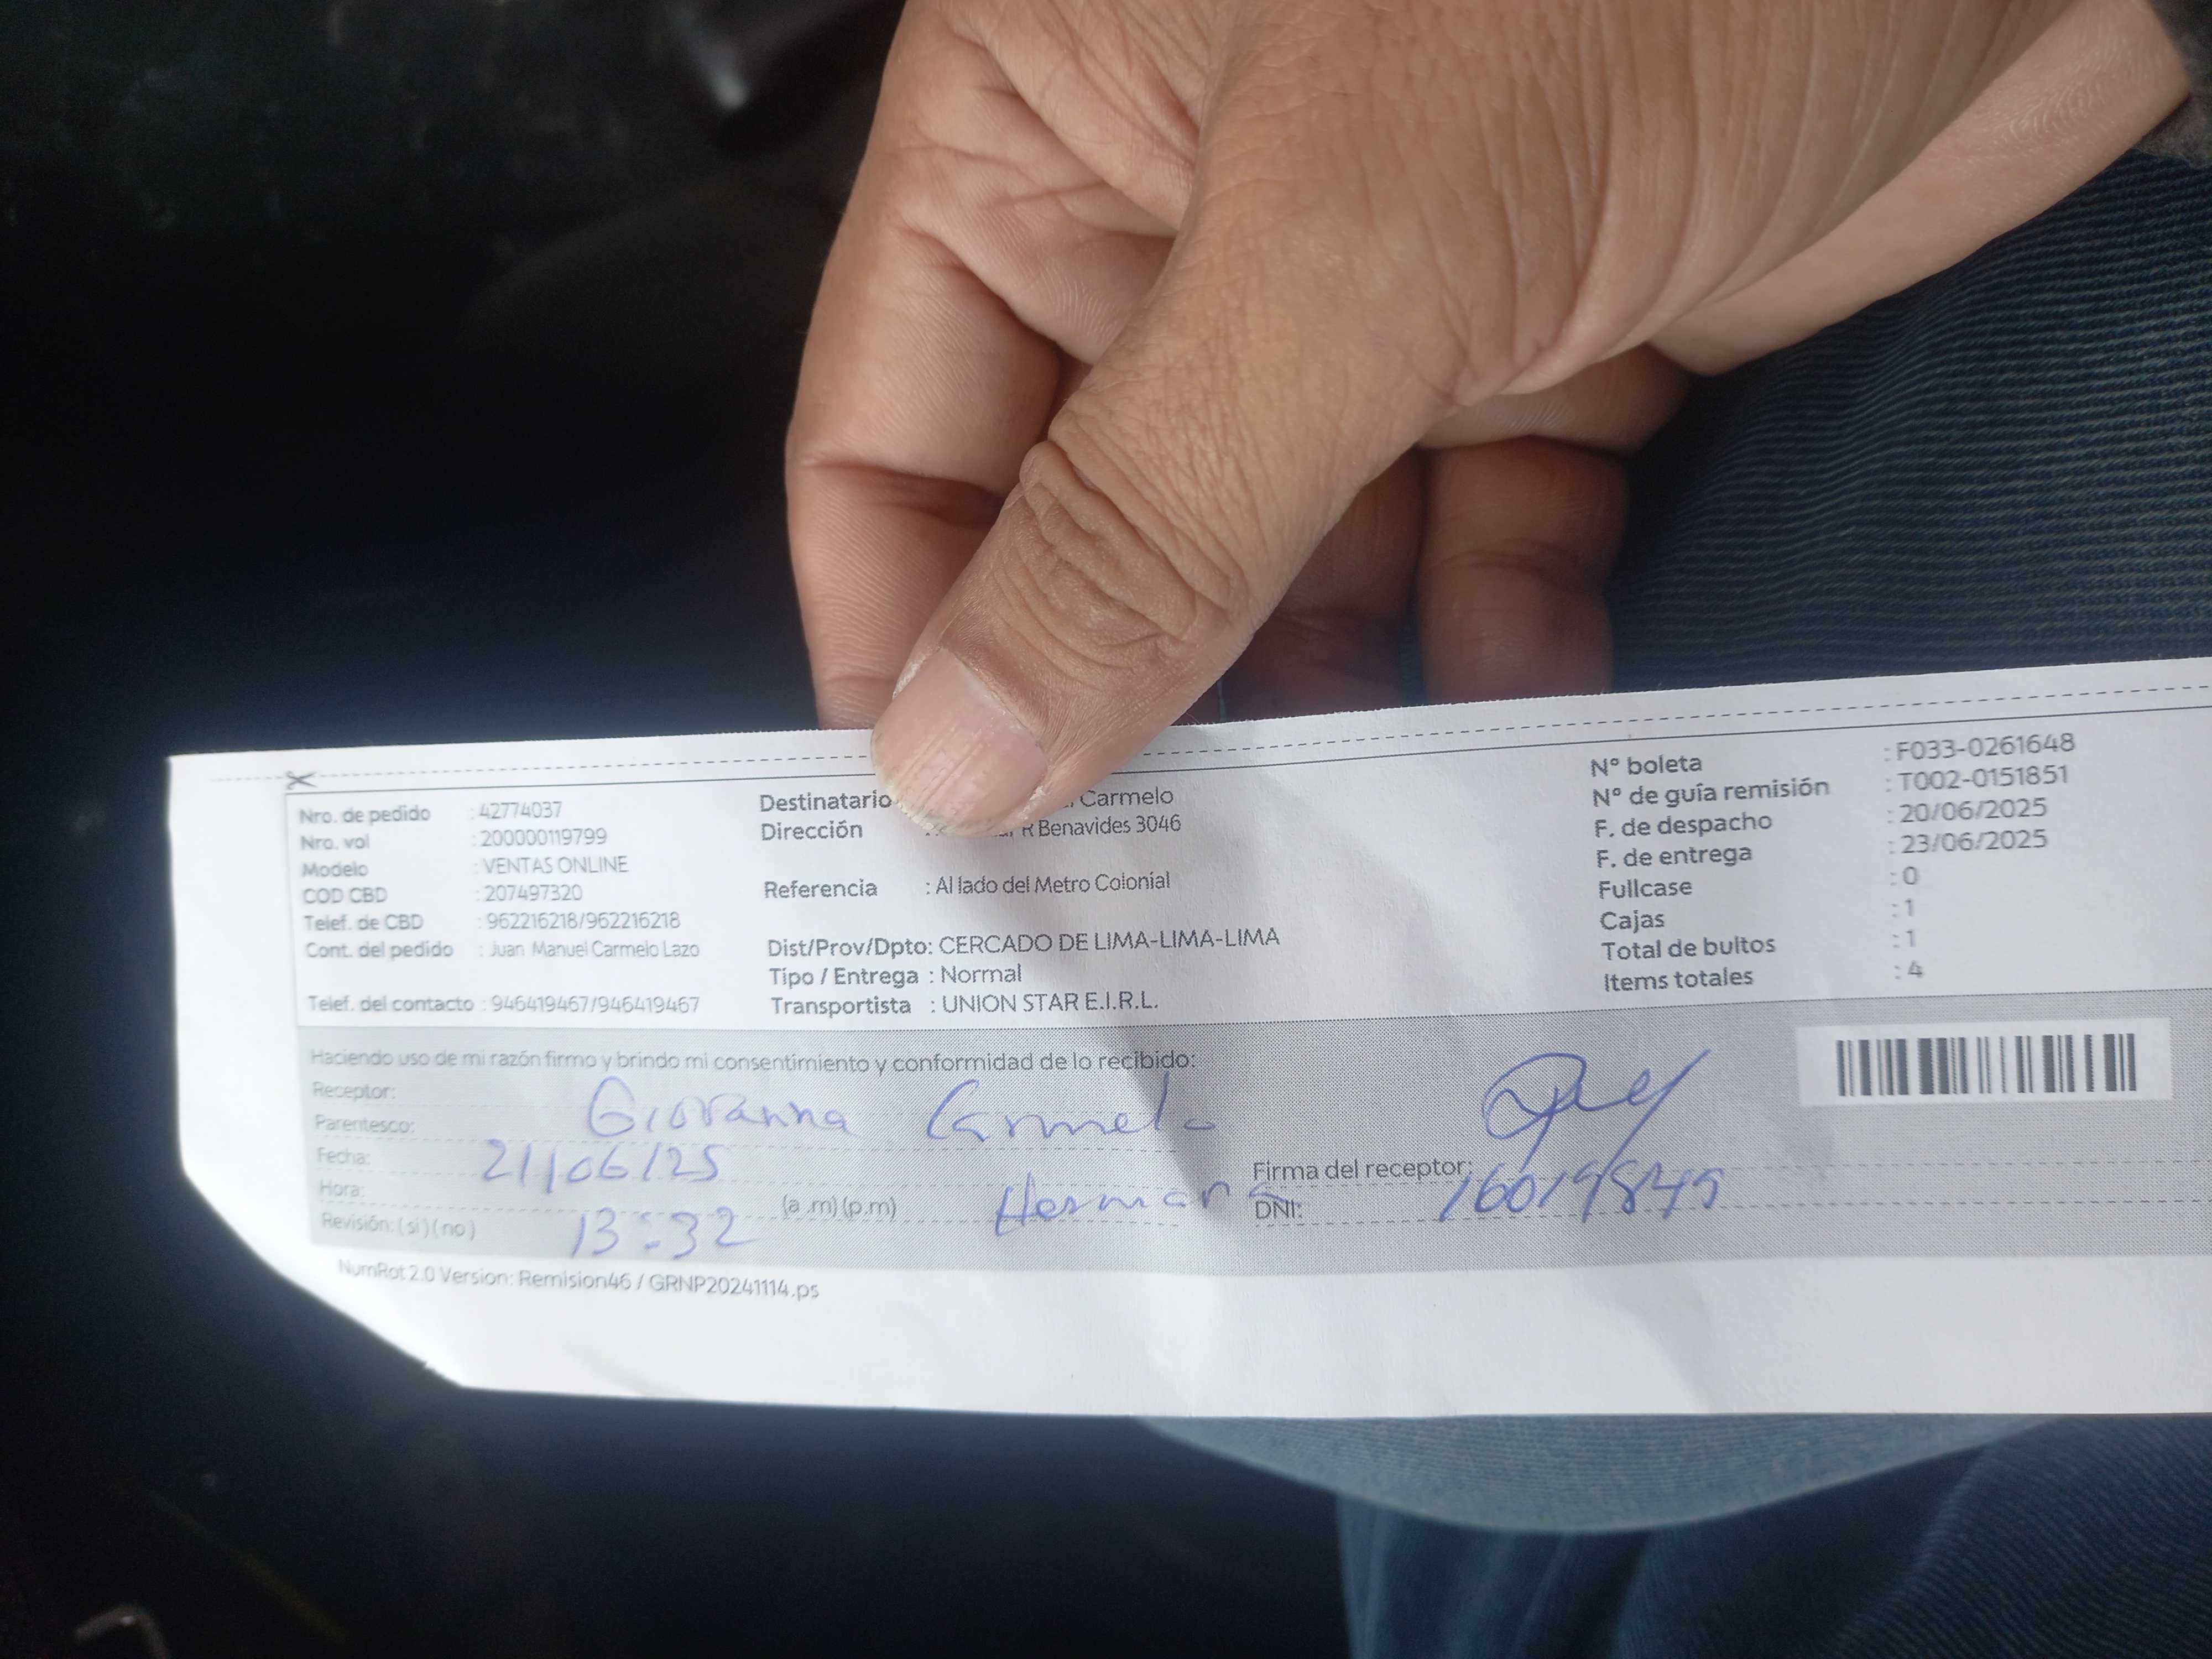 Nro. de pedido : 42774037
Nro. vol : 200000119799
Modelo : VENTAS ONLINE
COD CBD : 207497320
Telef. de CBD : 962216218/962216218
Cont. del pedido : Juan Manuel Carmelo Lazo
Telef. del contacto : 946419467/946419467
Destinatario Carmelo
Dirección : R Benavides 3046
Referencia : Al lado del Metro Colonial
Dist/Prov/Dpto: CERCADO DE LIMA-LIMA-LIMA
Tipo / Entrega : Normal
Transportista : UNION STAR E.I.R.L.
N° boleta : F033-0261648
N° de guía remisión : T002-0151851
F. de despacho : 20/06/2025
F. de entrega : 23/06/2025
Fullcase : 0
Cajas : 1
Total de bultos : 1
Items totales : 4
Haciendo uso de mi razón firmo y brindo mi consentimiento y conformidad de lo recibido:
Receptor: Giovanna Carmelo
Parentesco:
Fecha: 21/06/25
Hora: 13:32 (a.m)(p.m) Hermana
Revisión: (si)(no)
Firma del receptor:
DNI:
NumRot 2.0 Version: Remision46 / GRNP20241114.ps